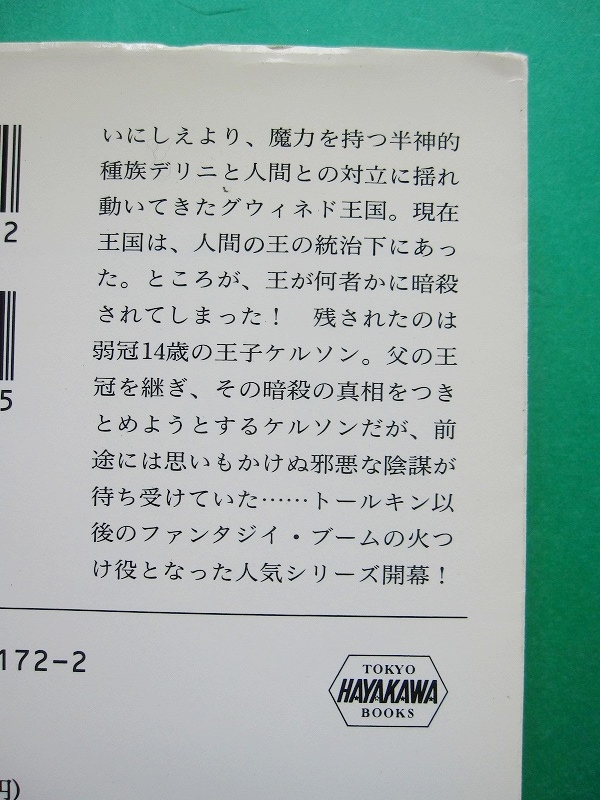 いにしえより、魔力を持つ半神的
種族デリニと人間との対立に揺れ
動いてきたグウィネド王国。現在
王国は、人間の王の統治下にあっ
た。ところが、王が何者かに暗殺
されてしまった！　残されたのは
弱冠14歳の王子ケルソン。父の王
冠を継ぎ、その暗殺の真相をつき
とめようとするケルソンだが、前
途には思いもかけぬ邪悪な陰謀が
待ち受けていた……トールキン以
後のファンタジイ・ブームの火つ
け役となった人気シリーズ開幕！
2
5
172-2
TOKYO
HAYAKAWA
BOOKS
円)